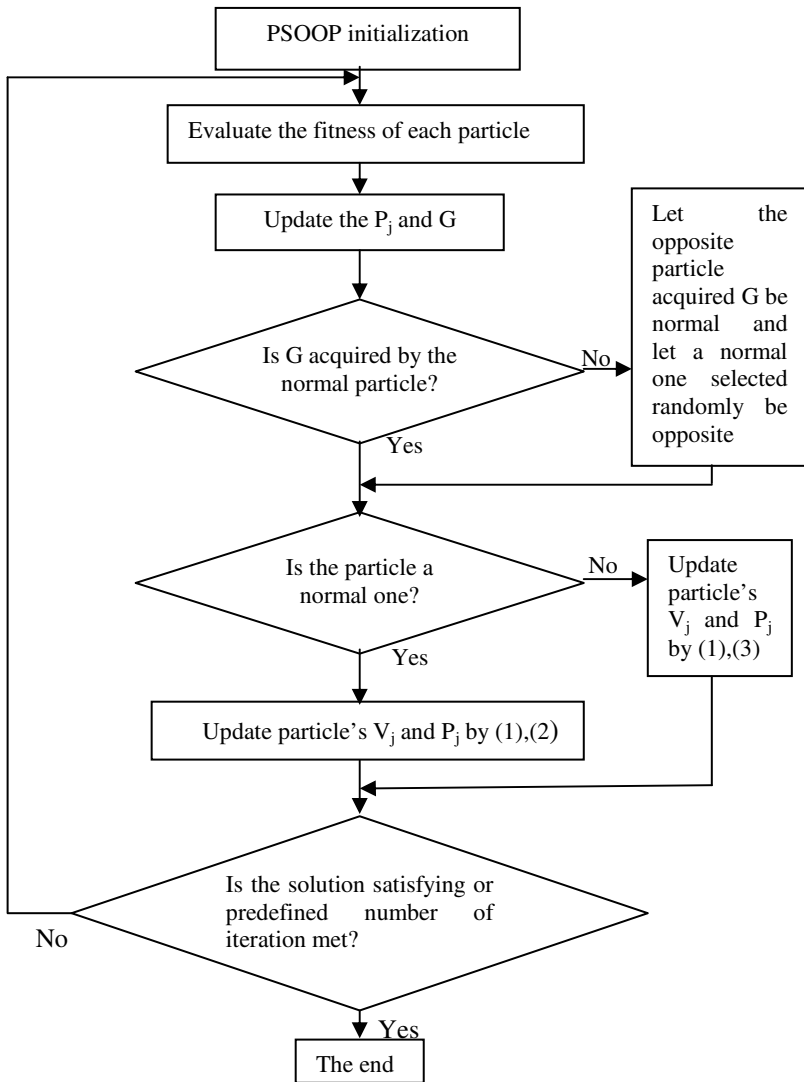 PSOOP initialization
Evaluate the fitness of each particle
Update the Pj and G
Let the
opposite
particle
acquired G be
normal and
let a normal
one selected
randomly be
opposite
Is G acquired by the
normal particle?
No
Yes
Is the particle a
normal one?
No
Update
particle’s
Vj and Pj
by (1),(3)
Yes
Update particle’s Vj and Pj by (1),(2)
Is the solution satisfying or
predefined number of
iteration met?
No
Yes
The end